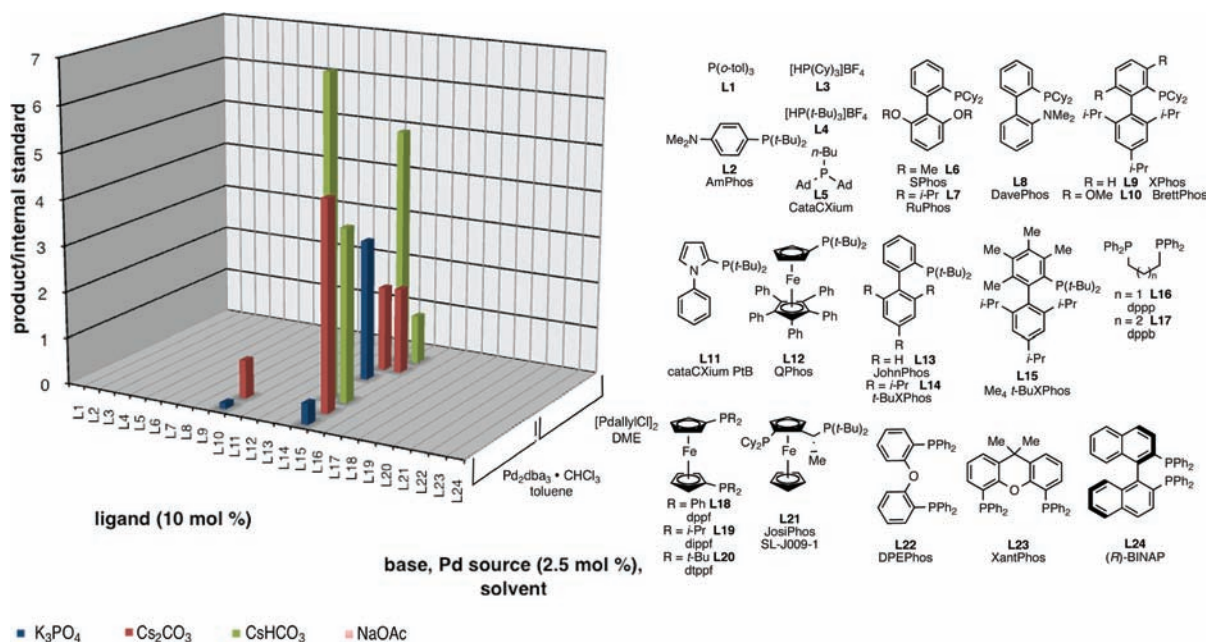 product/internal standard
7
6
5
4
3
2
1
0
L1
L2
L3
L4
L5
L6
L7
L8
L9
L10
L11
L12
L13
L14
L15
L16
L17
L18
L19
L20
L21
L22
L23
L24
ligand (10 mol %)
[PdallylCl]2
DME
Pd2dba3 • CHCl3
toluene
base, Pd source (2.5 mol %),
solvent
K3PO4 Cs2CO3 CsHCO3 NaOAc
P(o-tol)3
L1
[HP(Cy)3]BF4
L3
[HP(t-Bu)3]BF4
L4
Me2N P(t-Bu)2
L2
AmPhos
n-Bu
P
Ad Ad
L5
CataCXium
PCy2
RO OR
R = Me L6
SPhos
R = i-Pr L7
RuPhos
PCy2
NMe2
L8
DavePhos
R
R PCy2
i-Pr i-Pr
i-Pr
R = H L9 XPhos
R = OMe L10 BrettPhos
N P(t-Bu)2
L11
cataCXium PtB
P(t-Bu)2
Fe
Ph Ph
Ph Ph
Ph
L12
QPhos
P(t-Bu)2
R R
R
R = H L13
JohnPhos
R = i-Pr L14
t-BuXPhos
Me
Me Me
Me P(t-Bu)2
i-Pr i-Pr
i-Pr
L15
Me4 t-BuXPhos
Ph2P PPh2
n
n = 1 L16
dppp
n = 2 L17
dppb
PR2
Fe
PR2
R = Ph L18
dppf
R = i-Pr L19
dippf
R = t-Bu L20
dtppf
P(t-Bu)2
Cy2P
Fe Me
L21
JosiPhos
SL-J009-1
PPh2
O
PPh2
L22
DPEPhos
Me Me
O
PPh2 PPh2
L23
XantPhos
PPh2
PPh2
L24
(R)-BINAP